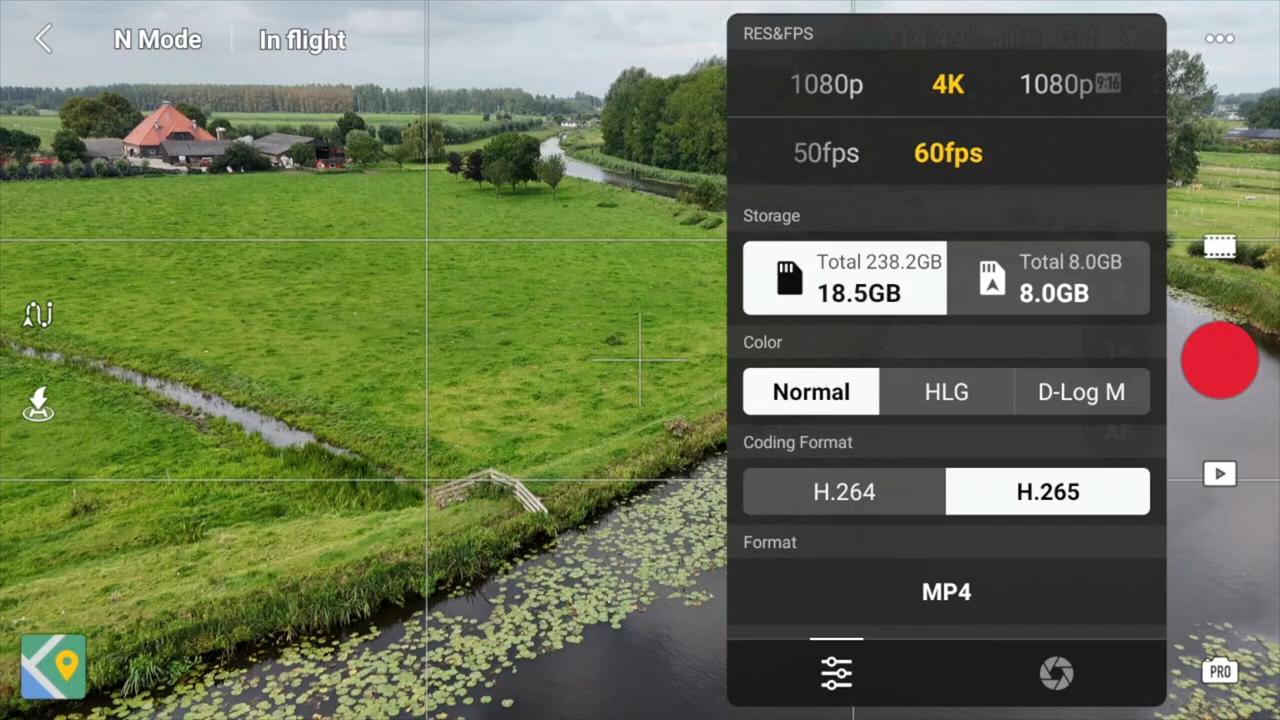 N Mode
In flight
RES&FPS
1080p
4K
1080p 9:16
50fps
60fps
Storage
Total 238.2GB
18.5GB
Total 8.0GB
8.0GB
Color
Normal
HLG
D-Log M
Coding Format
H.264
H.265
Format
MP4
PRO